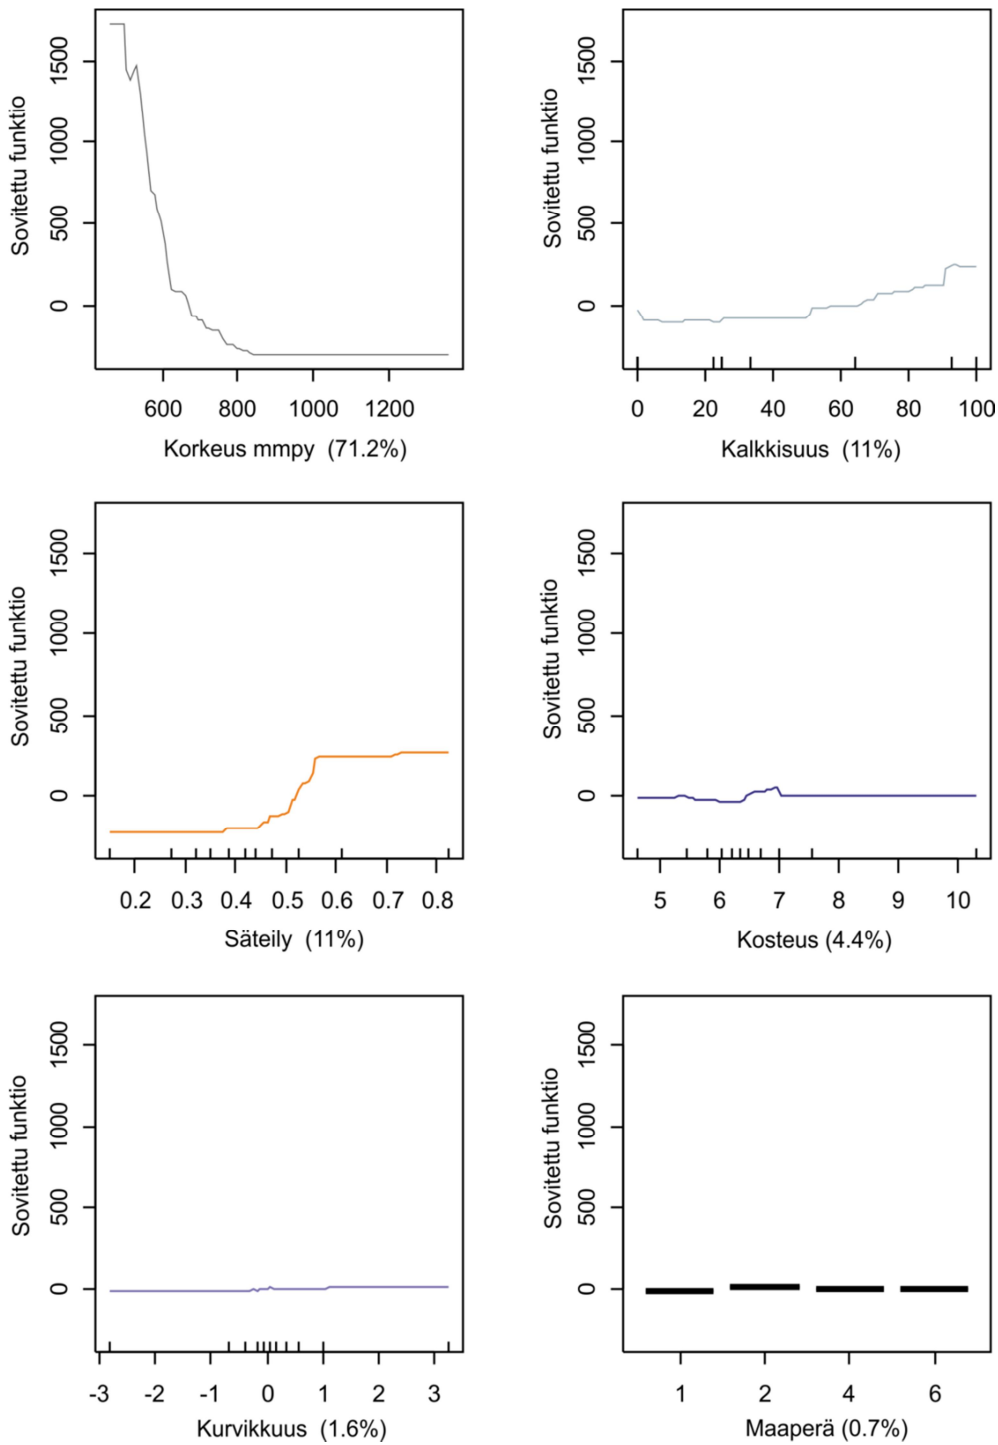 Sovitettu funktio
1500
1000
500
0
600 800 1000 1200
Korkeus mmpy (71.2%)
Sovitettu funktio
1500
1000
500
0
0 20 40 60 80 100
Kalkkisuus (11%)
Sovitettu funktio
1500
1000
500
0
0.2 0.3 0.4 0.5 0.6 0.7 0.8
Säteily (11%)
Sovitettu funktio
1500
1000
500
0
5 6 7 8 9 10
Kosteus (4.4%)
Sovitettu funktio
1500
1000
500
0
-3 -2 -1 0 1 2 3
Kurvikkuus (1.6%)
Sovitettu funktio
1500
1000
500
0
1 2 4 6
Maaperä (0.7%)